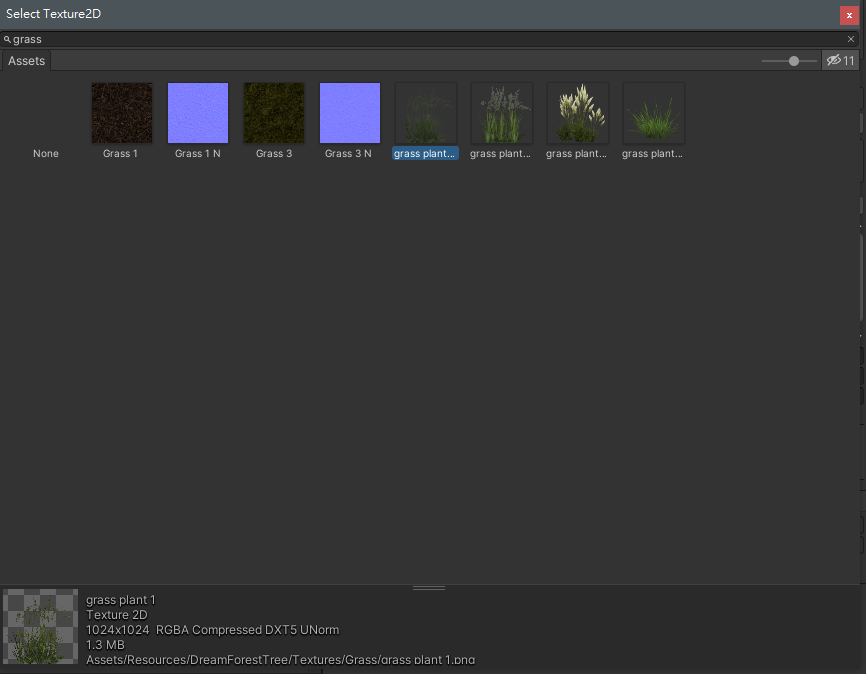 Select Texture2D
x
grass
Assets
11
None
Grass 1
Grass 1 N
Grass 3
Grass 3 N
grass plant...
grass plant...
grass plant...
grass plant...
grass plant 1
Texture 2D
1024x1024  RGBA Compressed DXT5 UNorm
1.3 MB
Assets/Resources/DreamForestTree/Textures/Grass/grass plant 1.png